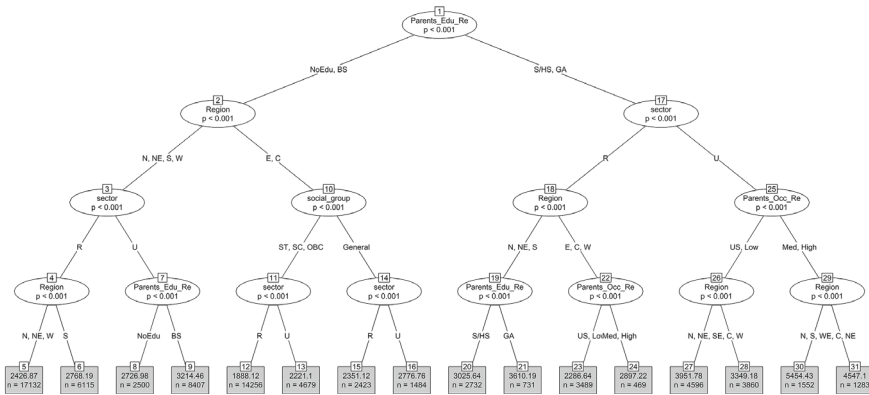 1
Parents_Edu_Re
p < 0.001
NoEdu, BS
S/HS, GA
2
Region
p < 0.001
17
sector
p < 0.001
N, NE, S, W
E, C
R
U
3
sector
p < 0.001
10
social_group
p < 0.001
18
Region
p < 0.001
25
Parents_Occ_Re
p < 0.001
R
U
ST, SC, OBC
General
N, NE, S
E, C, W
US, Low
Med, High
4
Region
p < 0.001
7
Parents_Edu_Re
p < 0.001
11
sector
p < 0.001
14
sector
p < 0.001
19
Parents_Edu_Re
p < 0.001
22
Parents_Occ_Re
p < 0.001
26
Region
p < 0.001
29
Region
p < 0.001
N, NE, W
S
NoEdu
BS
R
U
R
U
S/HS
GA
US, Low
Med, High
N, NE, S
E, C, W
N, S, W
E, C, NE
5
2426.87
n = 17132
6
2768.19
n = 6115
8
2726.98
n = 2500
9
3214.46
n = 8407
12
1888.12
n = 14256
13
2221.1
n = 4679
15
2351.12
n = 2423
16
2776.76
n = 1484
20
3025.64
n = 2732
21
3610.19
n = 731
23
2286.64
n = 3489
24
2897.22
n = 469
27
3951.78
n = 4596
28
3349.18
n = 3860
30
5454.43
n = 1552
31
4547.1
n = 1283